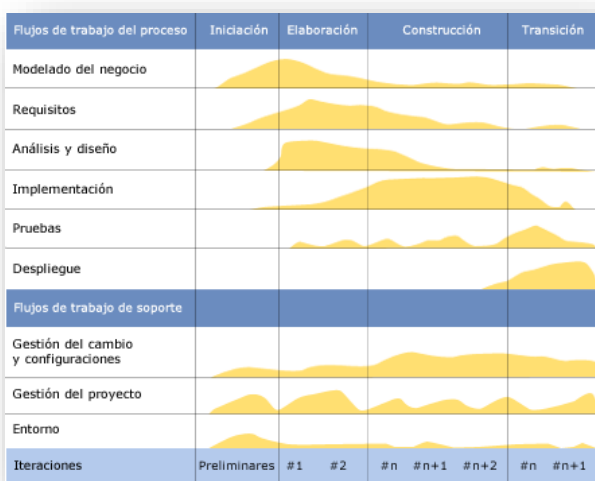 Flujos de trabajo del proceso Iniciación Elaboración Construcción Transición
Modelado del negocio
Requisitos
Análisis y diseño
Implementación
Pruebas
Despliegue
Flujos de trabajo de soporte
Gestión del cambio
y configuraciones
Gestión del proyecto
Entorno
Iteraciones Preliminares #1 #2 #n #n+1 #n+2 #n #n+1